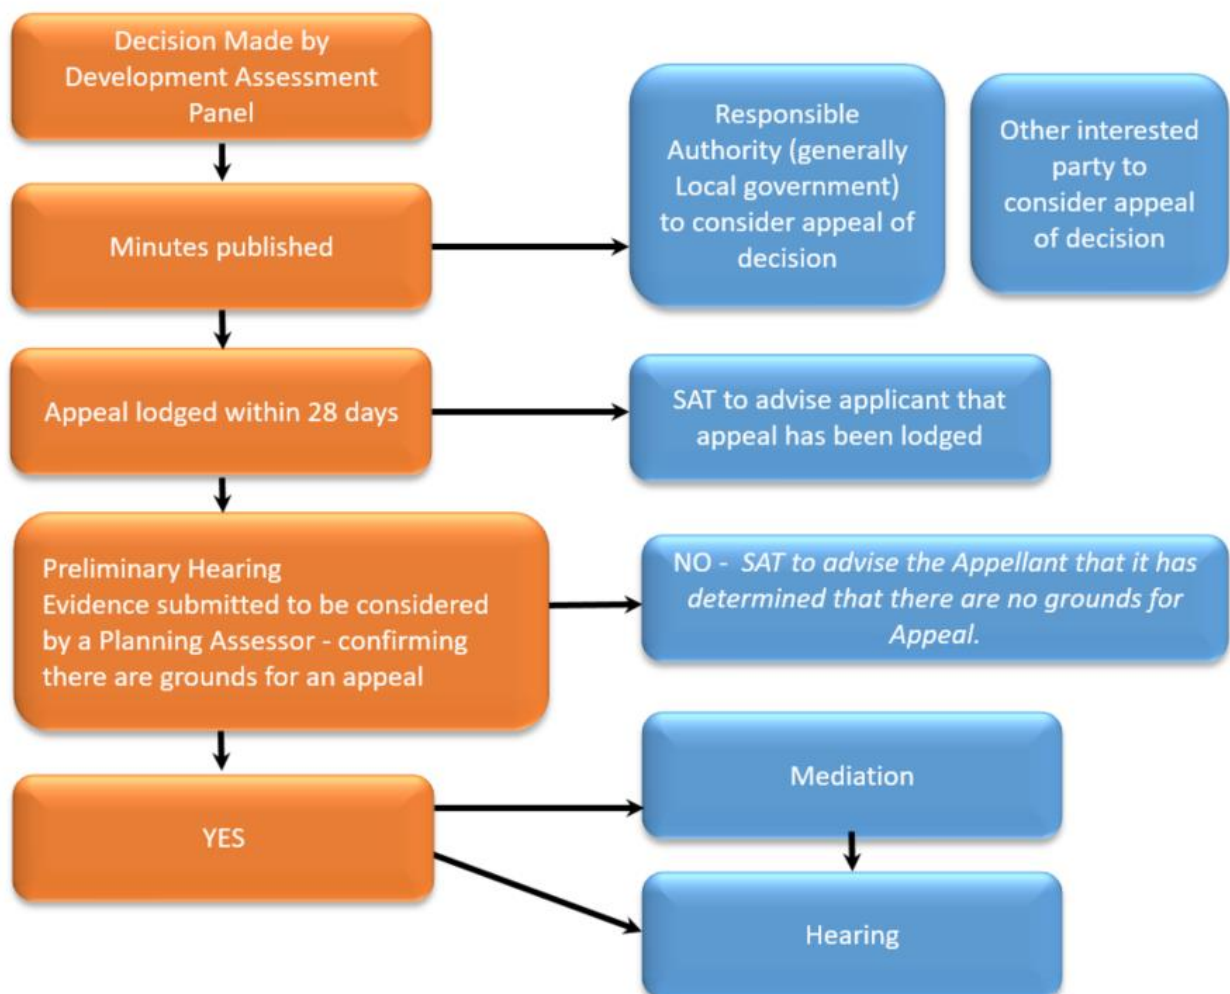 Decision Made by
Development Assessment
Panel
Responsible
Authority (generally
Local government)
to consider appeal of
decision
Other interested
party to
consider appeal
of decision
Minutes published
Appeal lodged within 28 days
SAT to advise applicant that
appeal has been lodged
Preliminary Hearing
Evidence submitted to be considered
by a Planning Assessor - confirming
there are grounds for an appeal
NO - SAT to advise the Appellant that it has
determined that there are no grounds for
Appeal.
YES
Mediation
Hearing